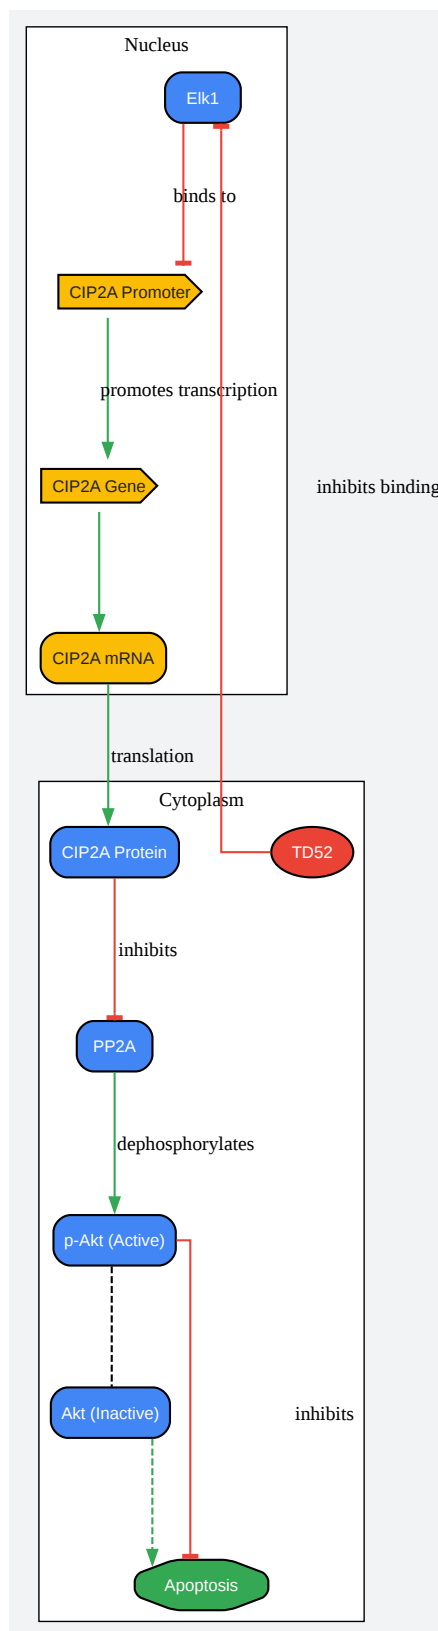 Nucleus
Elk1
binds to
CIP2A Promoter
promotes transcription
CIP2A Gene
inhibits binding
CIP2A mRNA
translation
Cytoplasm
CIP2A Protein
TD52
inhibits
PP2A
dephosphorylates
p-Akt (Active)
Akt (Inactive)
inhibits
Apoptosis